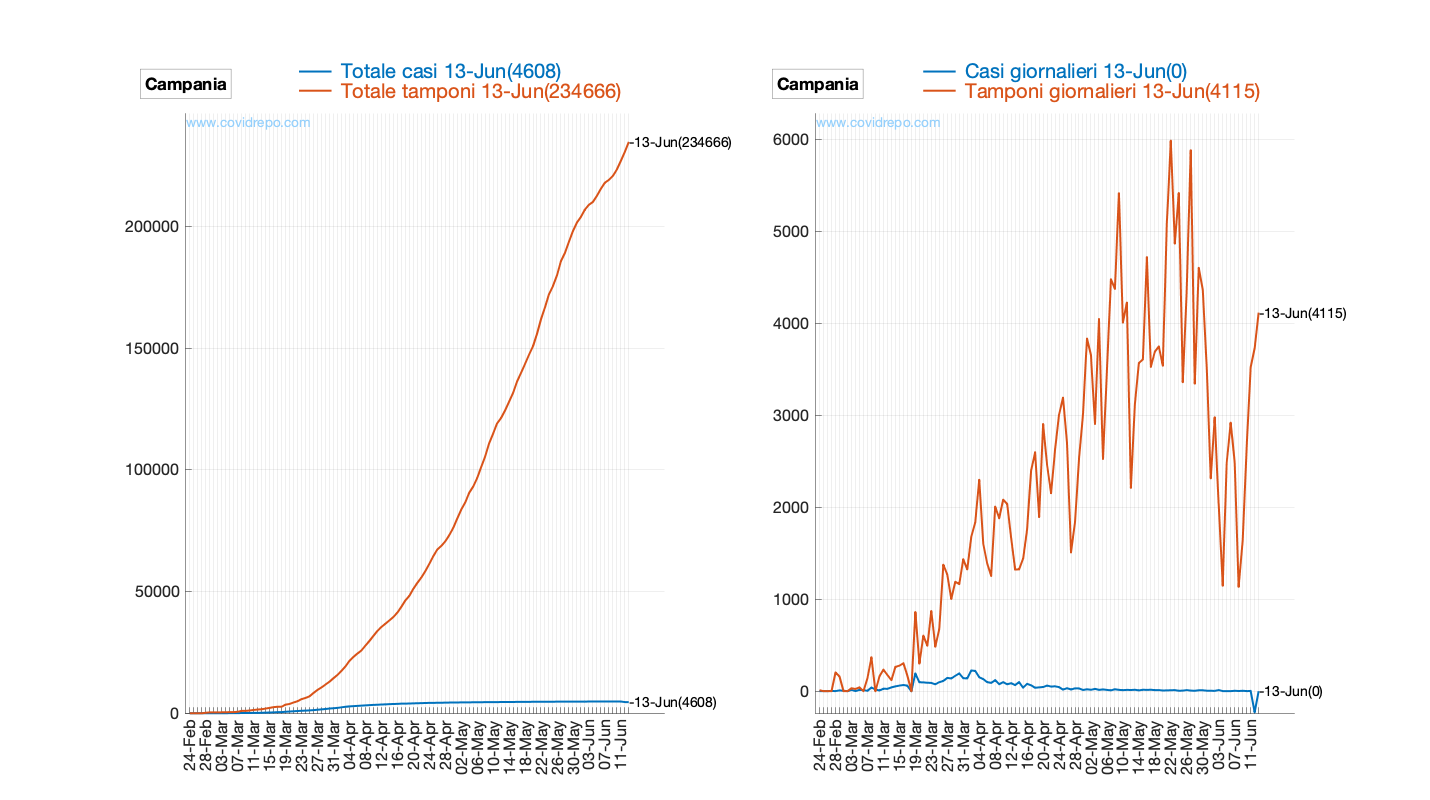 Campania
Totale casi 13-Jun(4608)
Totale tamponi 13-Jun(234666)
www.covidrepo.com
13-Jun(234666)
200000
150000
100000
50000
0
13-Jun(4608)
24-Feb
28-Feb
03-Mar
07-Mar
11-Mar
15-Mar
19-Mar
23-Mar
27-Mar
31-Mar
04-Apr
08-Apr
12-Apr
16-Apr
20-Apr
24-Apr
28-Apr
02-May
06-May
10-May
14-May
18-May
22-May
26-May
30-May
03-Jun
07-Jun
11-Jun
Campania
Casi giornalieri 13-Jun(0)
Tamponi giornalieri 13-Jun(4115)
www.covidrepo.com
6000
5000
4000
3000
2000
1000
0
13-Jun(4115)
13-Jun(0)
24-Feb
28-Feb
03-Mar
07-Mar
11-Mar
15-Mar
19-Mar
23-Mar
27-Mar
31-Mar
04-Apr
08-Apr
12-Apr
16-Apr
20-Apr
24-Apr
28-Apr
02-May
06-May
10-May
14-May
18-May
22-May
26-May
30-May
03-Jun
07-Jun
11-Jun